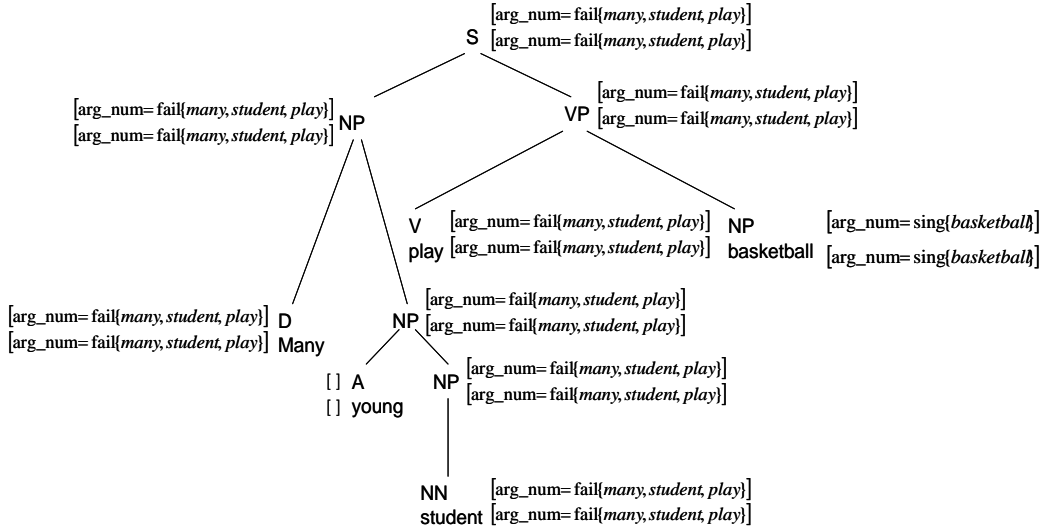 [arg_num= fail{many, student, play}]
S [arg_num= fail{many, student, play}]
[arg_num= fail{many, student, play}] NP
[arg_num= fail{many, student, play}]
VP [arg_num= fail{many, student, play}]
[arg_num= fail{many, student, play}]
V [arg_num= fail{many, student, play}]
play [arg_num= fail{many, student, play}]
NP [arg_num= sing{basketball}]
basketball [arg_num= sing{basketball}]
[arg_num= fail{many, student, play}] D
[arg_num= fail{many, student, play}] Many
NP [arg_num= fail{many, student, play}]
[arg_num= fail{many, student, play}]
[ ] A
[ ] young
NP [arg_num= fail{many, student, play}]
[arg_num= fail{many, student, play}]
NN [arg_num= fail{many, student, play}]
student [arg_num= fail{many, student, play}]